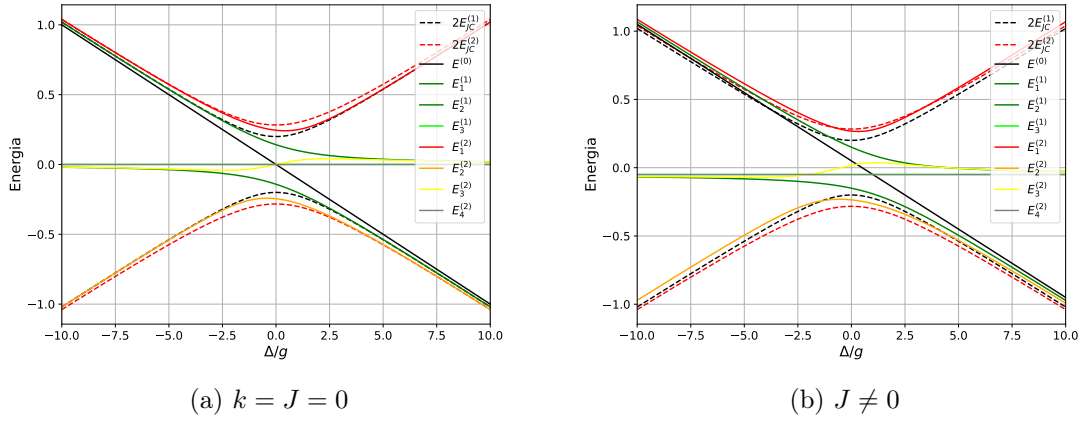 1.0
0.5
0.0
−0.5
−1.0
Energia
−10.0 −7.5 −5.0 −2.5 0.0 2.5 5.0 7.5 10.0
Δ/g
2E_{JC}^{(1)}
2E_{JC}^{(2)}
E^{(0)}
E_1^{(1)}
E_2^{(1)}
E_3^{(1)}
E_1^{(2)}
E_2^{(2)}
E_3^{(2)}
E_4^{(2)}
(a) k = J = 0
1.0
0.5
0.0
−0.5
−1.0
Energia
−10.0 −7.5 −5.0 −2.5 0.0 2.5 5.0 7.5 10.0
Δ/g
2E_{JC}^{(1)}
2E_{JC}^{(2)}
E^{(0)}
E_1^{(1)}
E_2^{(1)}
E_3^{(1)}
E_1^{(2)}
E_2^{(2)}
E_3^{(2)}
E_4^{(2)}
(b) J ≠ 0